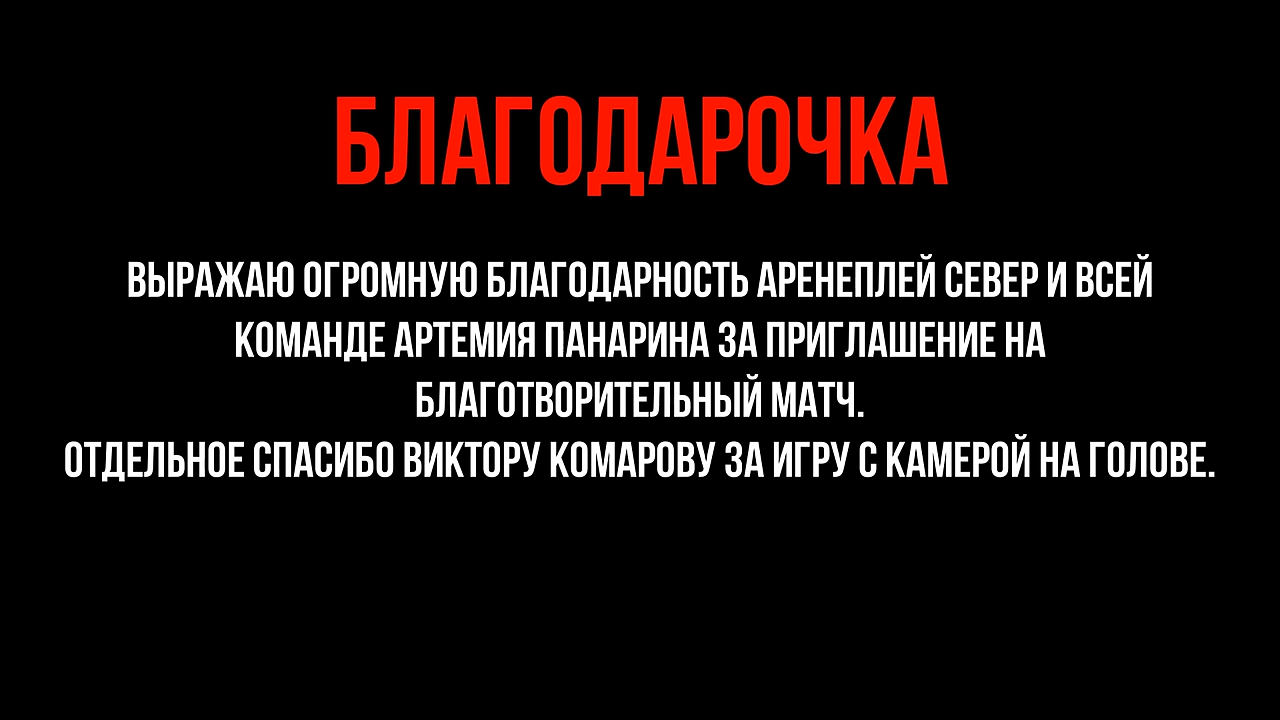 БЛАГОДАРОЧКА
ВЫРАЖАЮ ОГРОМНУЮ БЛАГОДАРНОСТЬ АРЕНЕПЛЕЙ СЕВЕР И ВСЕЙ
КОМАНДЕ АРТЕМИЯ ПАНАРИНА ЗА ПРИГЛАШЕНИЕ НА
БЛАГОТВОРИТЕЛЬНЫЙ МАТЧ.
ОТДЕЛЬНОЕ СПАСИБО ВИКТОРУ КОМАРОВУ ЗА ИГРУ С КАМЕРОЙ НА ГОЛОВЕ.